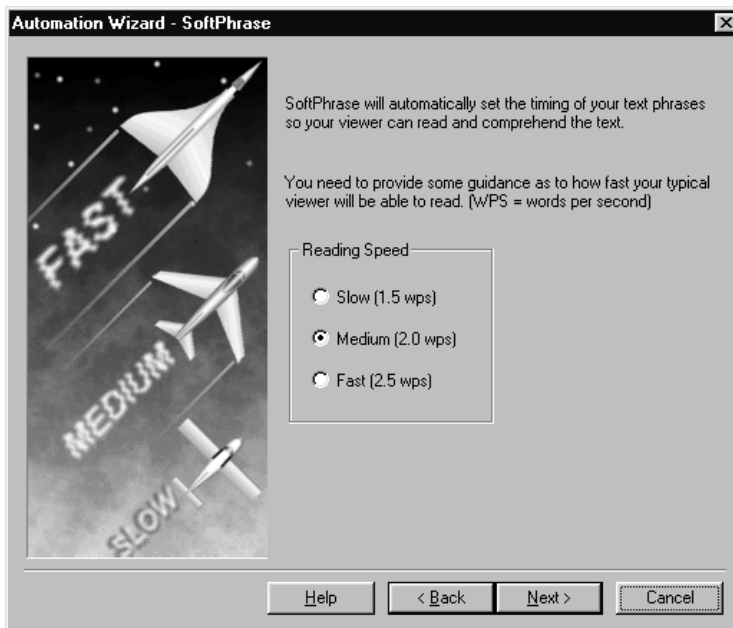 Automation Wizard - SoftPhrase
FAST
MEDIUM
SLOW
SoftPhrase will automatically set the timing of your text phrases
so your viewer can read and comprehend the text.
You need to provide some guidance as to how fast your typical
viewer will be able to read. (WPS = words per second)
Reading Speed
Slow (1.5 wps)
Medium (2.0 wps)
Fast (2.5 wps)
Help
< Back
Next >
Cancel